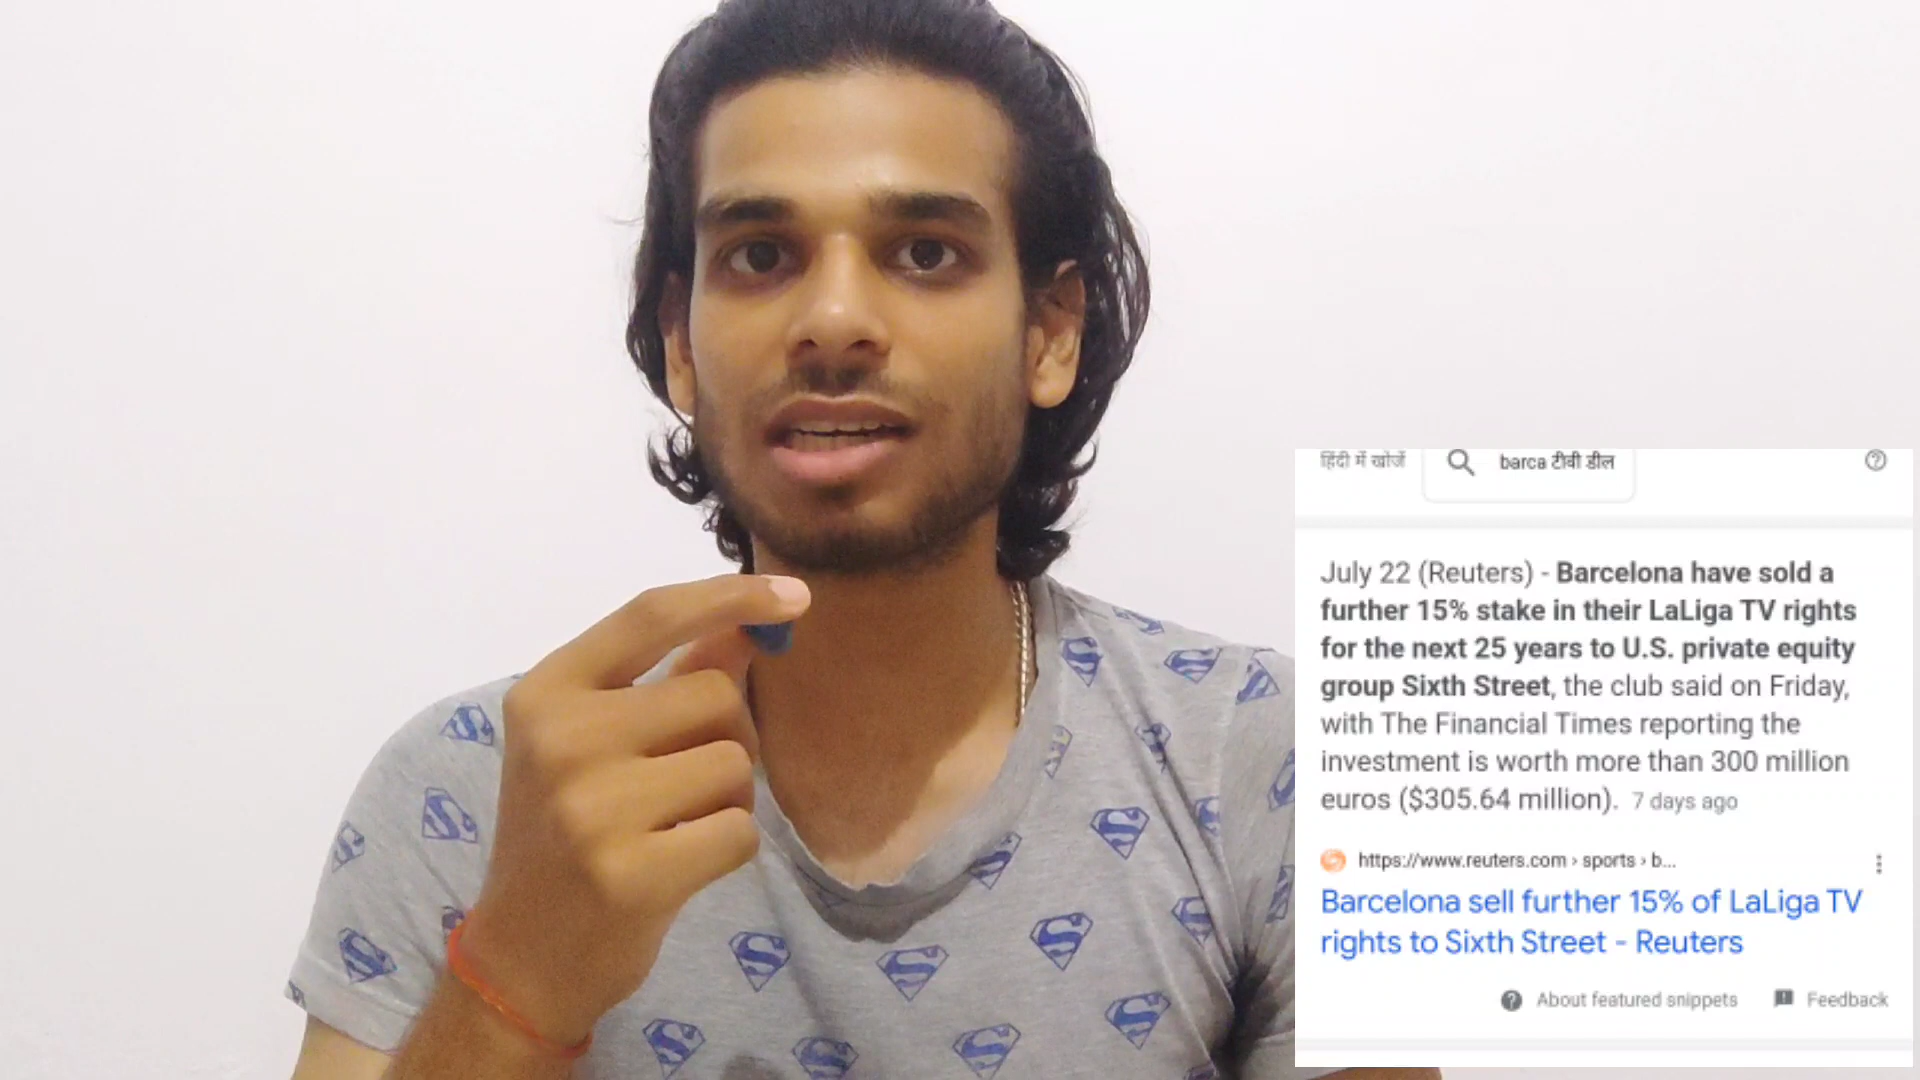 हिंदी में खोजें
barca टीवी डील
July 22 (Reuters) - Barcelona have sold a
further 15% stake in their LaLiga TV rights
for the next 25 years to U.S. private equity
group Sixth Street, the club said on Friday,
with The Financial Times reporting the
investment is worth more than 300 million
euros ($305.64 million). 7 days ago
https://www.reuters.com › sports › b...
Barcelona sell further 15% of LaLiga TV
rights to Sixth Street - Reuters
About featured snippets
Feedback